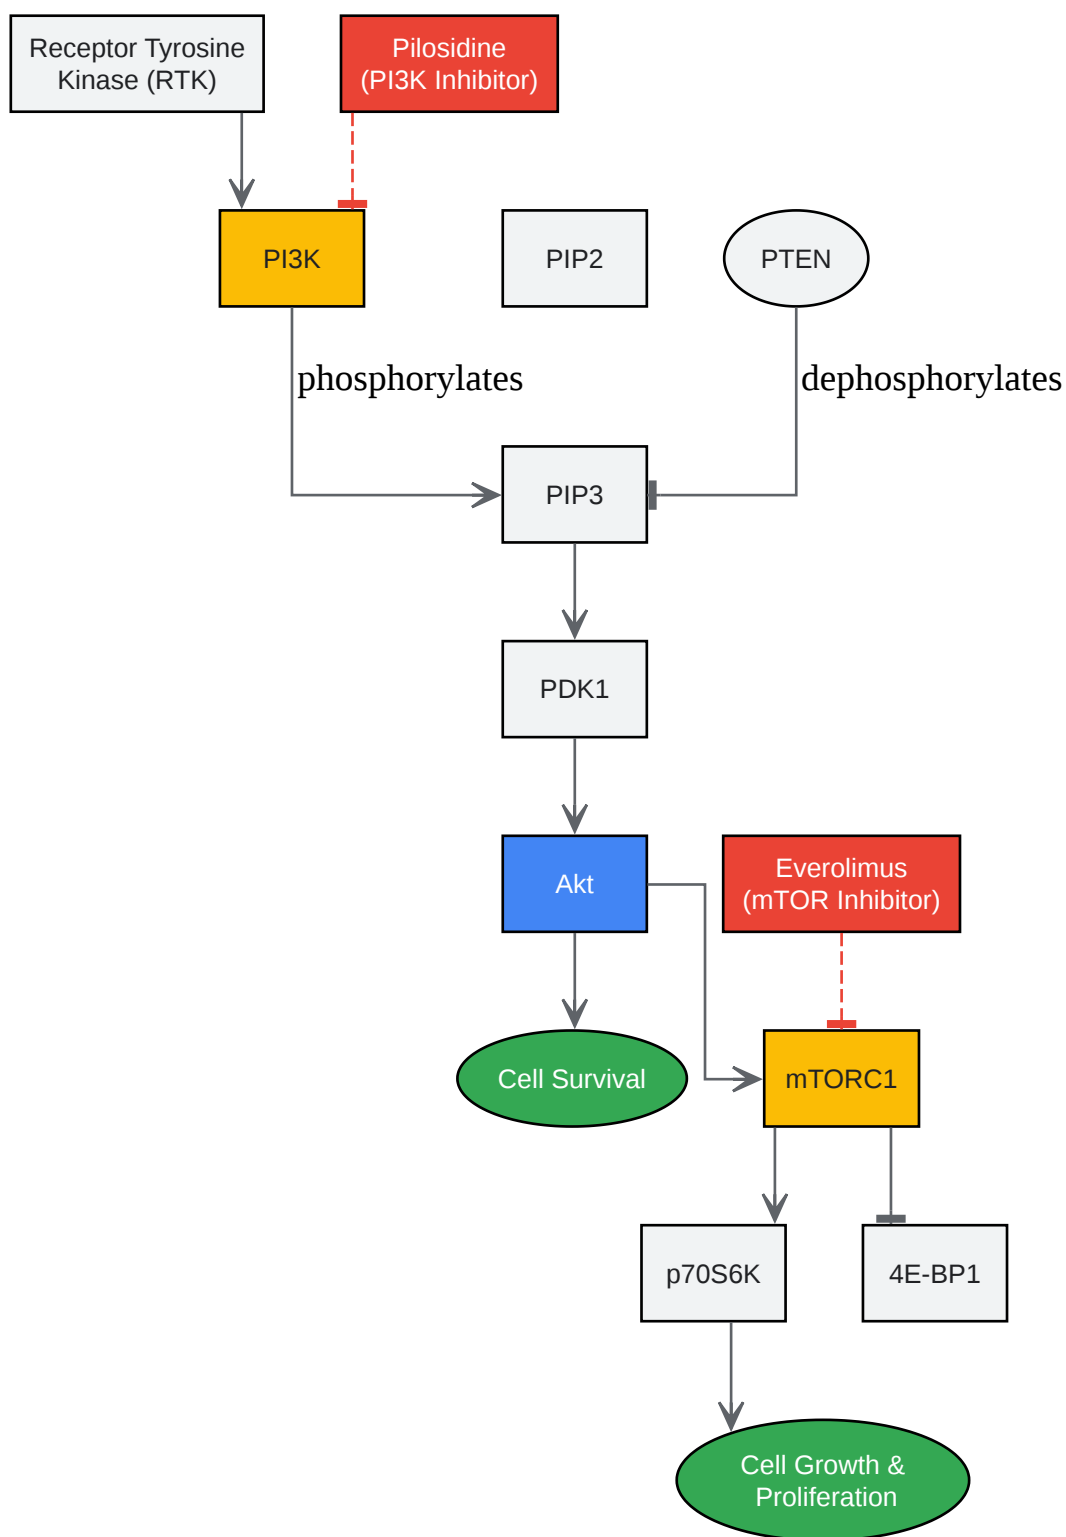 Receptor Tyrosine
Kinase (RTK)
Pilosidine
(PI3K Inhibitor)
PI3K
PIP2
PTEN
phosphorylates
dephosphorylates
PIP3
PDK1
Akt
Everolimus
(mTOR Inhibitor)
Cell Survival
mTORC1
p70S6K
4E-BP1
Cell Growth &
Proliferation